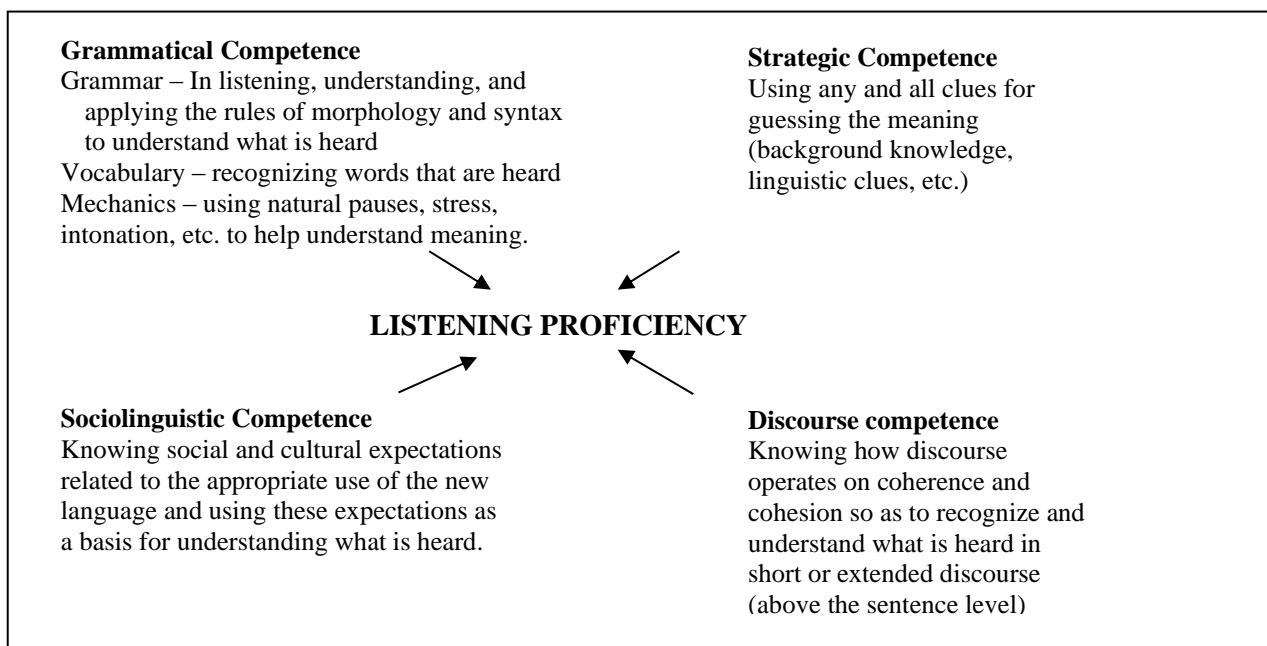 Grammatical Competence
Grammar – In listening, understanding, and
applying the rules of morphology and syntax
to understand what is heard
Vocabulary – recognizing words that are heard
Mechanics – using natural pauses, stress,
intonation, etc. to help understand meaning.
Strategic Competence
Using any and all clues for
guessing the meaning
(background knowledge,
linguistic clues, etc.)
LISTENING PROFICIENCY
Sociolinguistic Competence
Knowing social and cultural expectations
related to the appropriate use of the new
language and using these expectations as
a basis for understanding what is heard.
Discourse competence
Knowing how discourse
operates on coherence and
cohesion so as to recognize and
understand what is heard in
short or extended discourse
(above the sentence level)